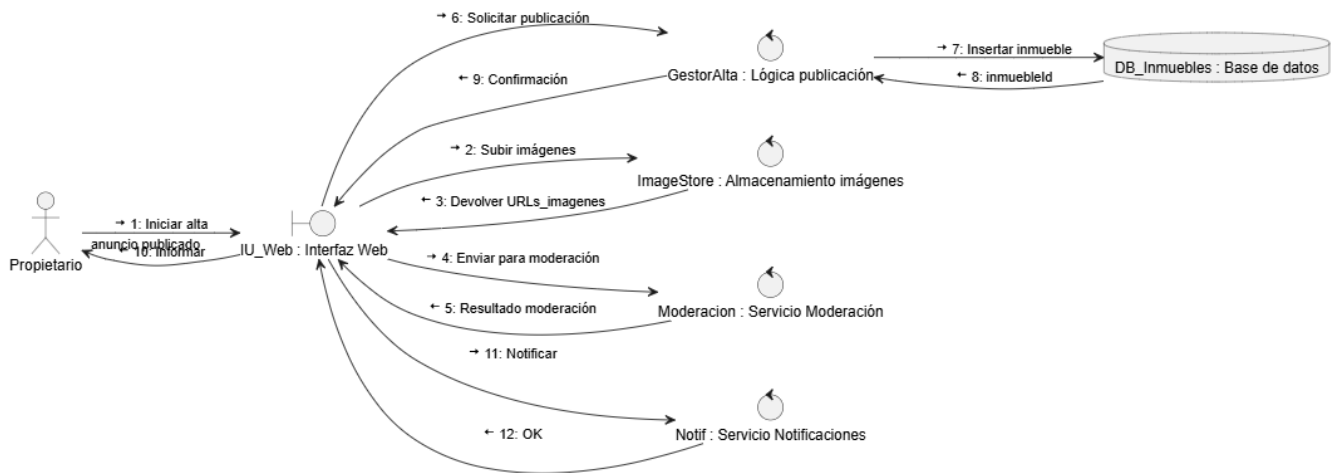 → 6: Solicitar publicación
→ 7: Insertar inmueble
GestorAlta : Lógica publicación
DB_Inmuebles : Base de datos
← 9: Confirmación
← 8: inmuebleId
→ 2: Subir imágenes
ImageStore : Almacenamiento imágenes
← 3: Devolver URLs_imagenes
→ 1: Iniciar alta
anuncio publicado
← 10: Informar
Propietario
IU_Web : Interfaz Web
→ 4: Enviar para moderación
← 5: Resultado moderación
Moderacion : Servicio Moderación
→ 11: Notificar
← 12: OK
Notif : Servicio Notificaciones